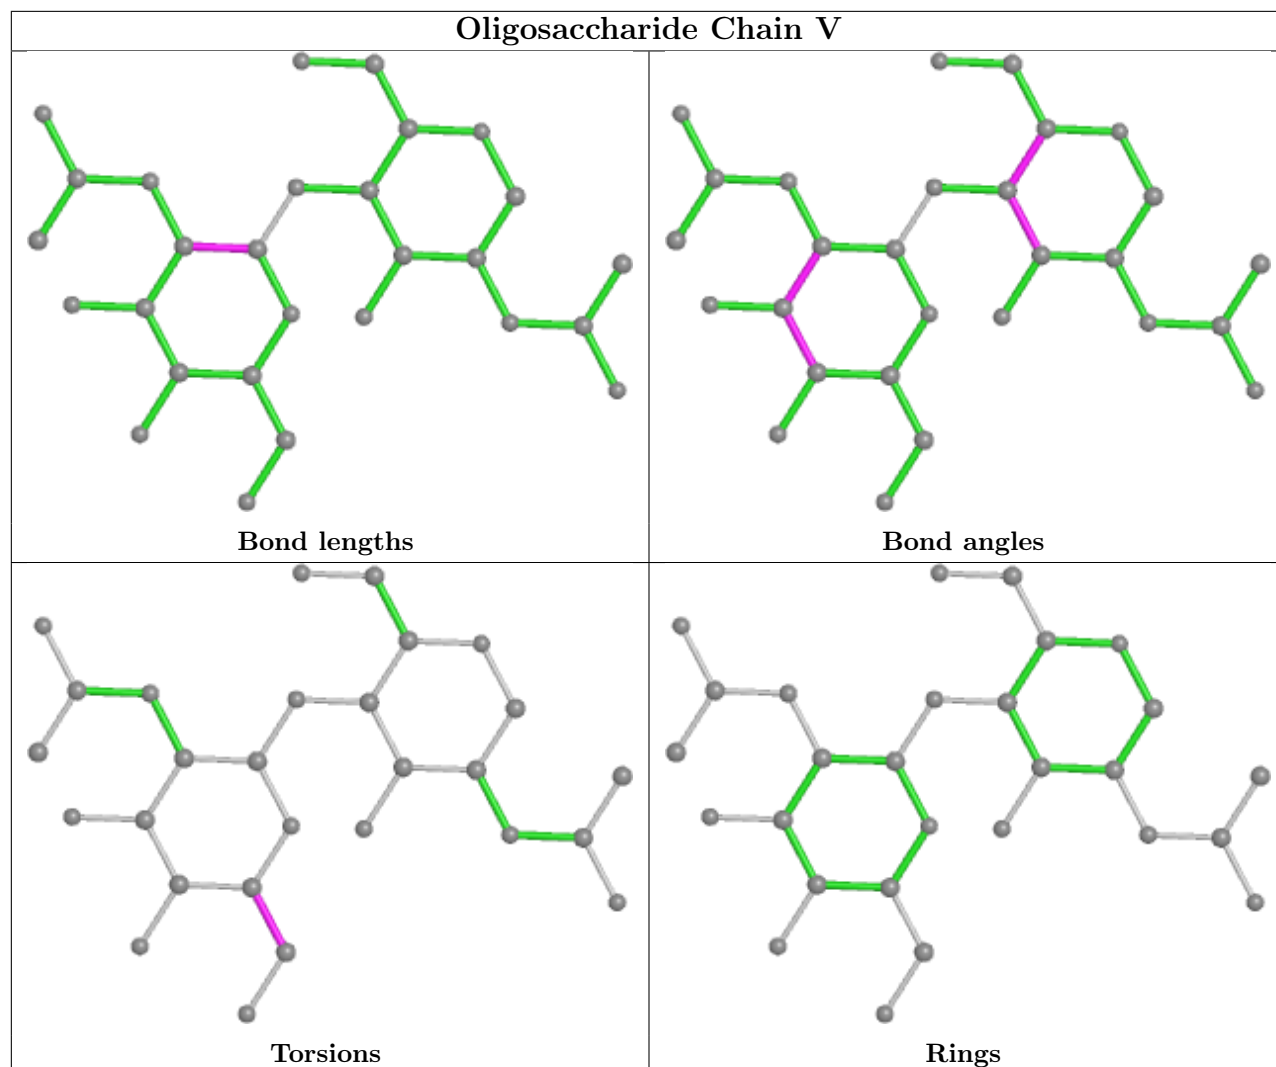 Oligosaccharide Chain V
Bond lengths
Bond angles
Torsions
Rings